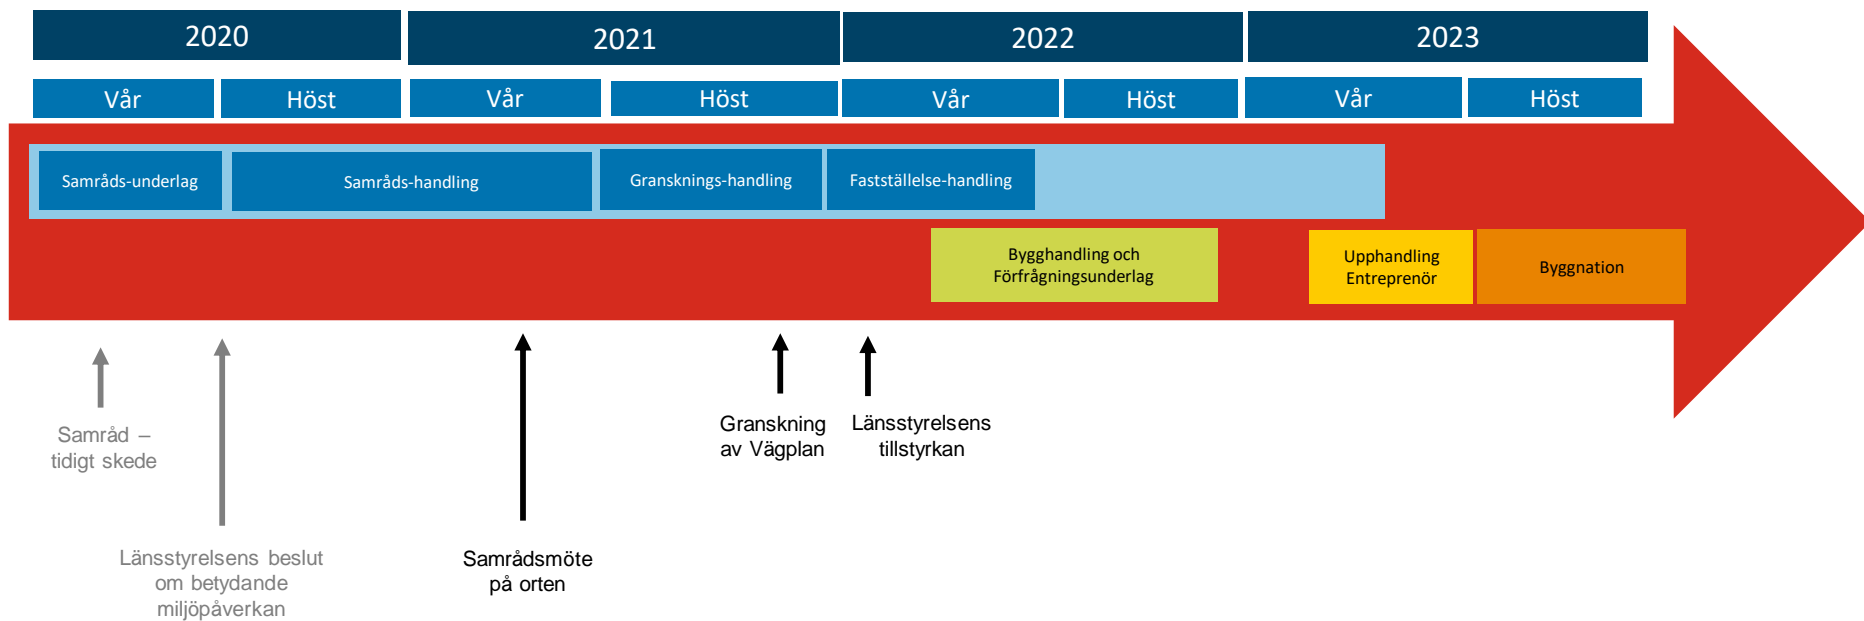 2020
2021
2022
2023
Vår
Höst
Vår
Höst
Vår
Höst
Vår
Höst
Samråds-underlag
Samråds-handling
Gransknings-handling
Fastställelse-handling
Bygghandling och
Förfrågningsunderlag
Upphandling
Entreprenör
Byggnation
Samråd –
tidigt skede
Länsstyrelsens beslut
om betydande
miljöpåverkan
Samrådsmöte
på orten
Granskning
av Vägplan
Länsstyrelsens
tillstyrkan